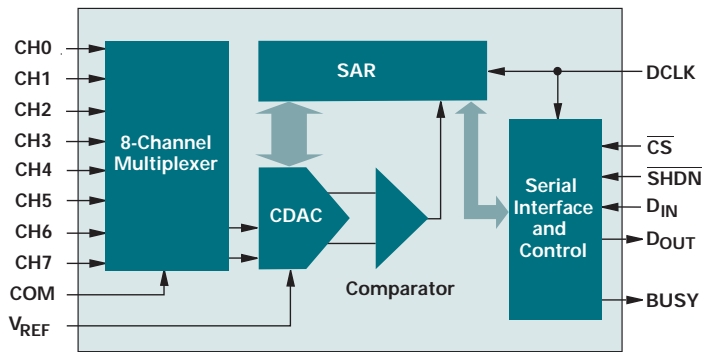 CH0
CH1
CH2
CH3
CH4
CH5
CH6
CH7
COM
VREF
8-Channel
Multiplexer
SAR
CDAC
Comparator
Serial
Interface
and
Control
DCLK
CS
SHDN
DIN
DOUT
BUSY